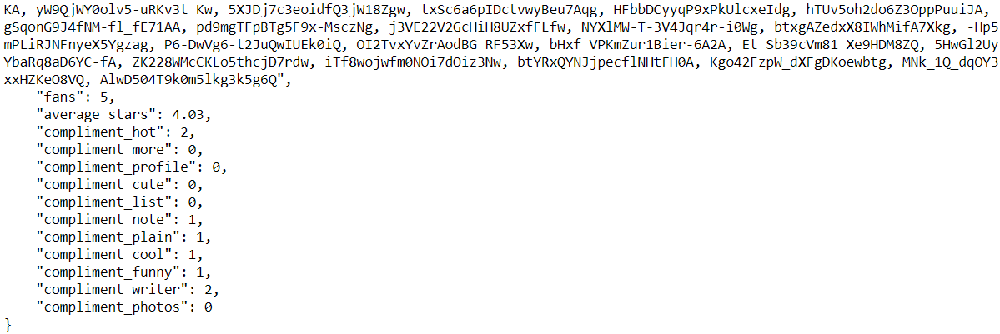 KA, yW9QjWY0olv5-uRKv3t_Kw, 5XJDj7c3eoidfQ3jW18Zgw, txSc6a6pIDctvwyBeu7Aqg, HFbbDCyyqP9xPkUlcxeIdg, hTUv5oh2do6Z3OppPuuiJA,
gSqonG9J4fNM-fl_fE71AA, pd9mgTFpBTg5F9x-MsczNg, j3VE22V2GcHiH8UZxfFLfw, NYXlMW-T-3V4Jqr4r-i0Wg, btxgAZedxX8IWhMifA7Xkg, -Hp5
mPLiRJNFnyeX5Ygzag, P6-DwVg6-t2JuQwIUEk0iQ, OI2TvxYvZrAodBG_RF53Xw, bHxf_VPKmZur1Bier-6A2A, Et_Sb39cVm81_Xe9HDM8ZQ, 5HwGl2Uy
YbaRq8aD6YC-fA, ZK228WMcCKLo5thcjD7rdw, iTf8wojwfm0NOi7dOiz3Nw, btYRxQYNJjpecflNHtFH0A, Kgo42FzpW_dXFgDKoewbtg, MNk_1Q_dqOY3
xxHZKeO8VQ, AlwD504T9k0m5lkg3k5g6Q",
"fans": 5,
"average_stars": 4.03,
"compliment_hot": 2,
"compliment_more": 0,
"compliment_profile": 0,
"compliment_cute": 0,
"compliment_list": 0,
"compliment_note": 1,
"compliment_plain": 1,
"compliment_cool": 1,
"compliment_funny": 1,
"compliment_writer": 2,
"compliment_photos": 0
}